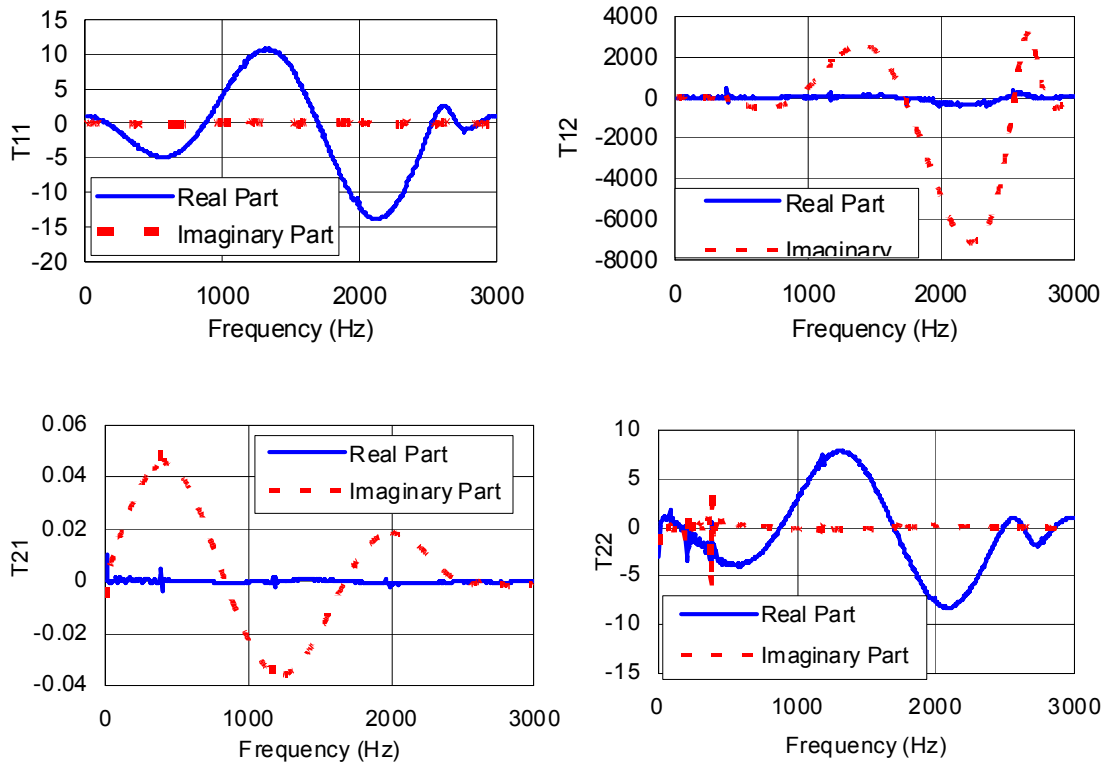 T11
15
10
5
0
-5
-10
-15
-20
Real Part
Imaginary Part
0 1000 2000 3000
Frequency (Hz)
T12
4000
2000
0
-2000
-4000
-6000
-8000
Real Part
Imaginary
0 1000 2000 3000
Frequency (Hz)
T21
0.06
0.04
0.02
0
-0.02
-0.04
Real Part
Imaginary Part
0 1000 2000 3000
Frequency (Hz)
T22
10
5
0
-5
-10
-15
Real Part
Imaginary Part
0 1000 2000 3000
Frequency (Hz)